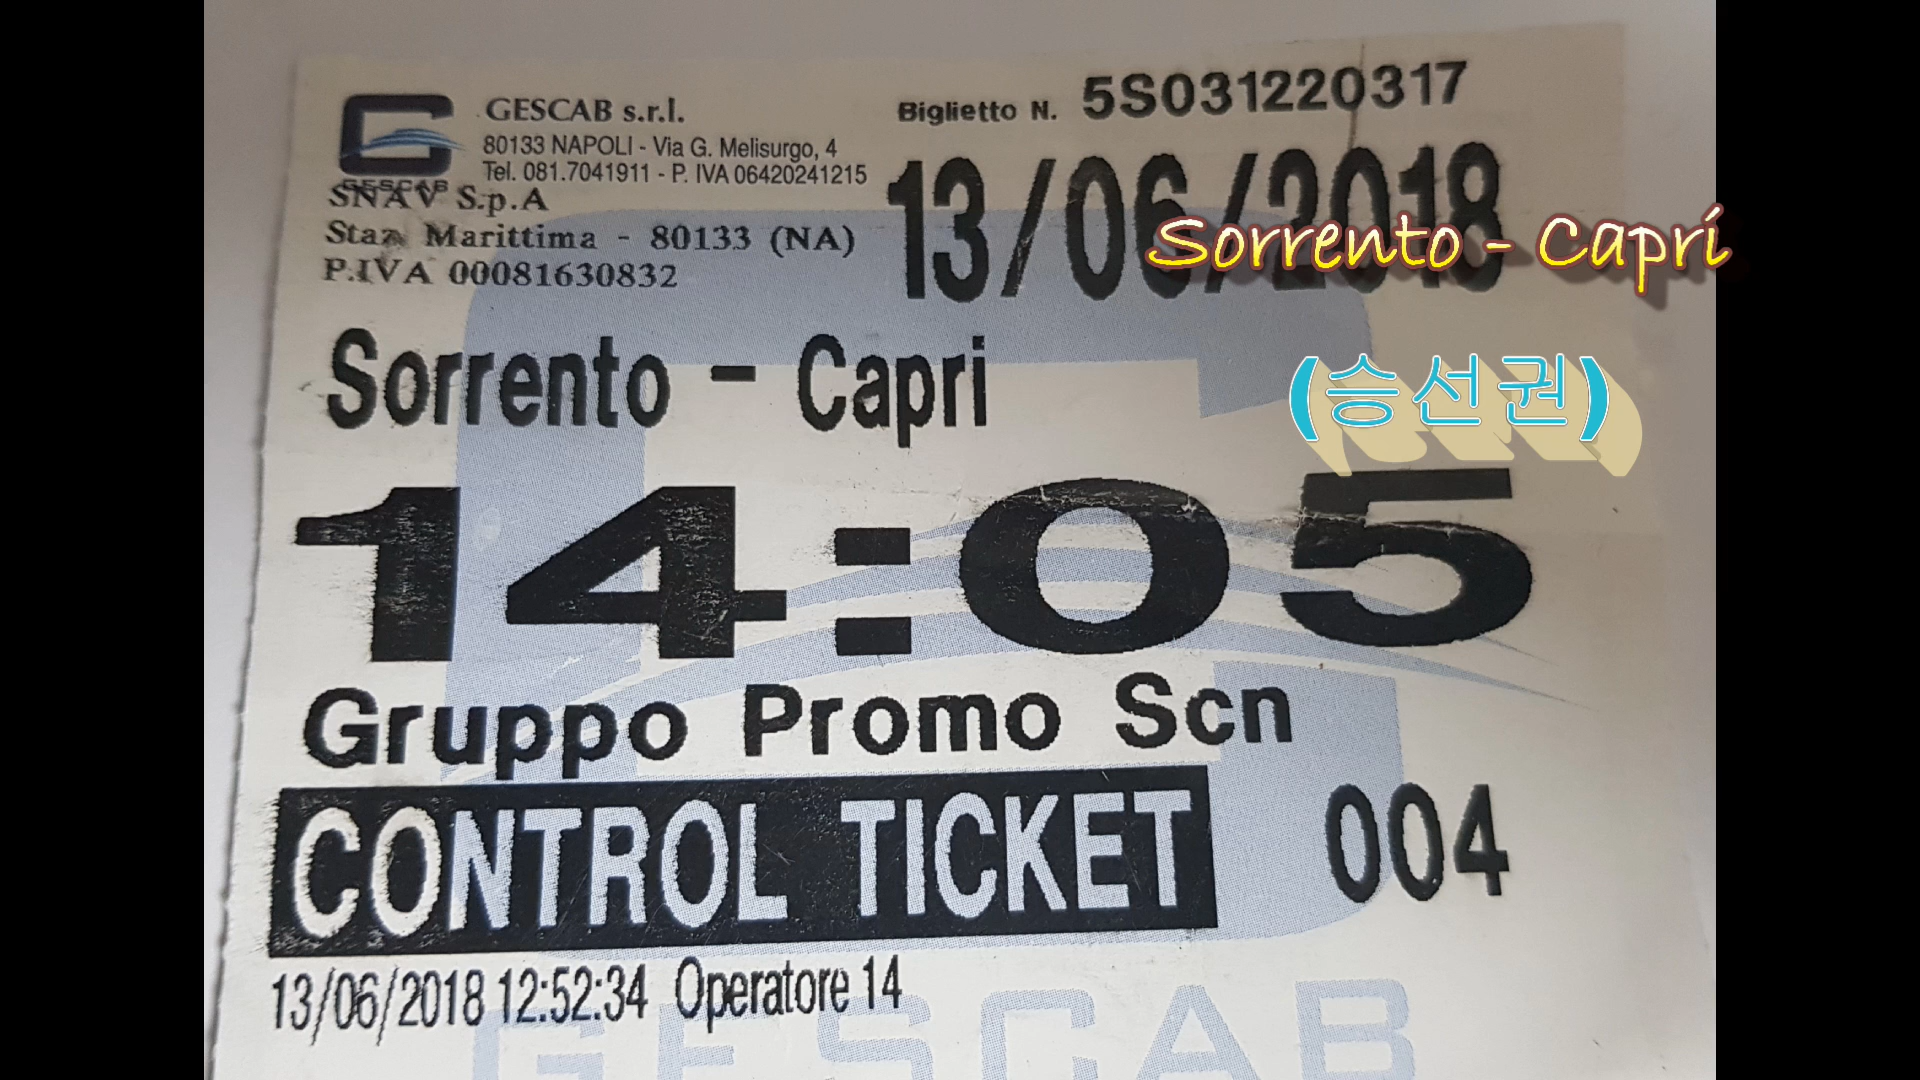 GESCAB s.r.l.
80133 NAPOLI - Via G. Melisurgo, 4
Tel. 081.7041911 - P. IVA 06420241215
GESCAB
SNAV S.p.A
Staz. Marittima - 80133 (NA)
P.IVA 00081630832
Biglietto N. 5S031220317
13/06/2018
Sorrento - Capri
(승선권)
Sorrento - Capri
14:05
Gruppo Promo Scn
CONTROL TICKET 004
13/06/2018 12:52:34 Operatore 14
GESCAB